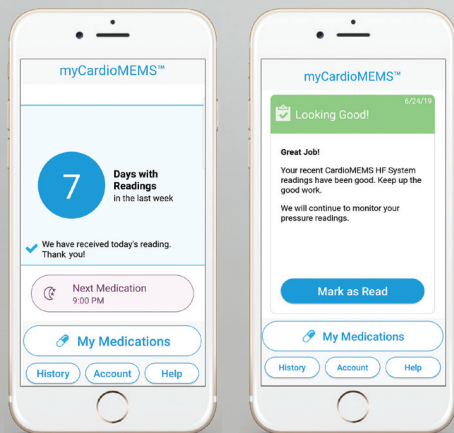 myCardioMEMS™
7
Days with
Readings
in the last week
We have received today's reading.
Thank you!
Next Medication
9:00 PM
My Medications
History
Account
Help
myCardioMEMS™
6/24/19
Looking Good!
Great Job!
Your recent CardioMEMS HF System
readings have been good. Keep up the
good work.
We will continue to monitor your
pressure readings.
Mark as Read
My Medications
History
Account
Help